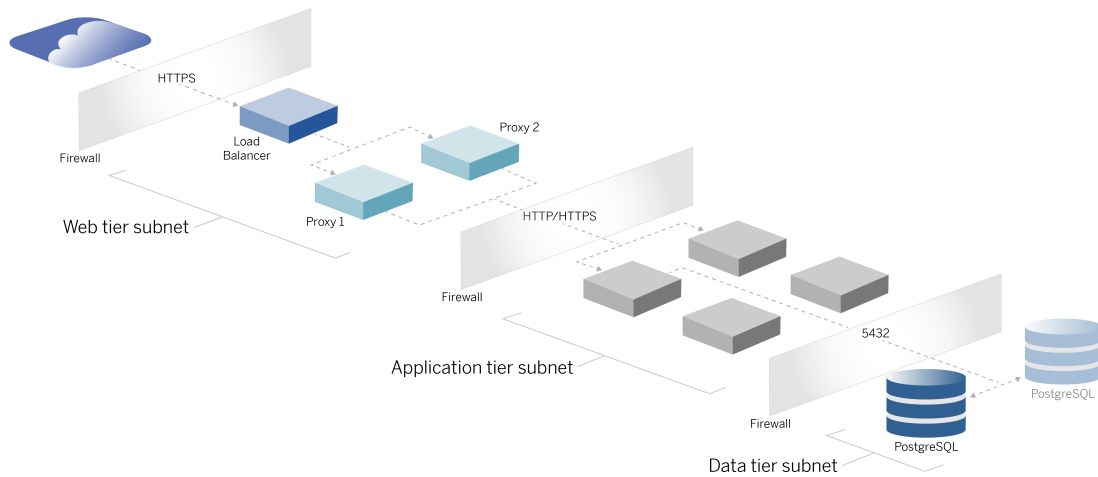 HTTPS
Load
Balancer
Firewall
Proxy 2
Proxy 1
Web tier subnet
HTTP/HTTPS
Firewall
Application tier subnet
5432
PostgreSQL
Firewall
PostgreSQL
Data tier subnet